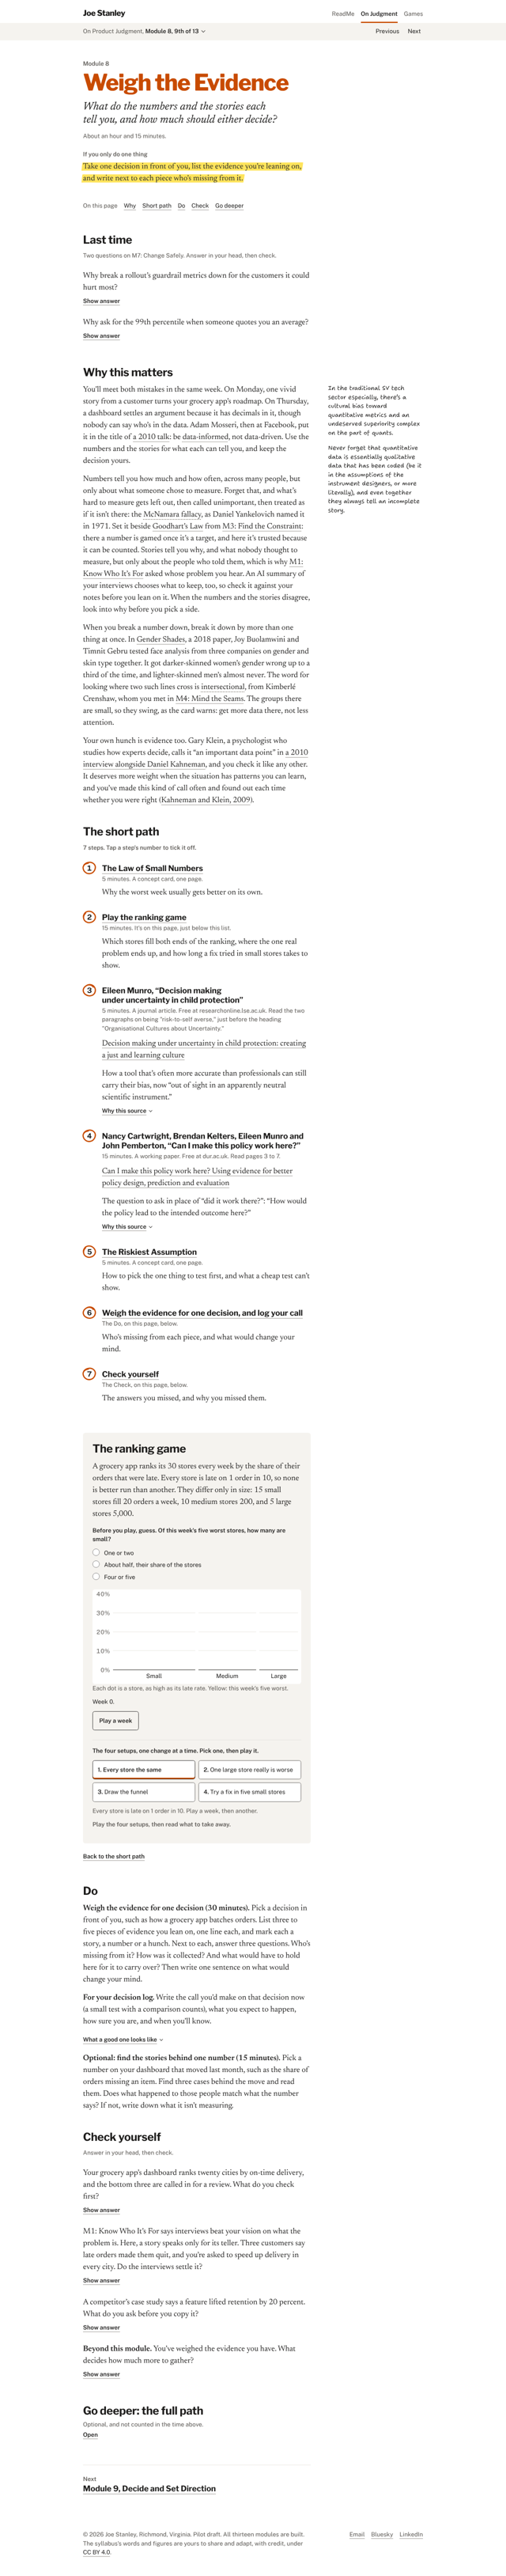 Joe Stanley
ReadMe On Judgment Games
On Product Judgment, Module 8, 9th of 13
Previous Next
Module 8
Weigh the Evidence
What do the numbers and the stories each
tell you, and how much should either decide?
About an hour and 15 minutes.
If you only do one thing
Take one decision in front of you, list the evidence you're leaning on,
and write next to each piece who's missing from it.
On this page Why Short path Do Check Go deeper
Last time
Two questions on M7: Change Safely. Answer in your head, then check.
Why break a rollout's guardrail metrics down for the customers it could
hurt most?
Show answer
Why ask for the 99th percentile when someone quotes you an average?
Show answer
Why this matters
You'll meet both mistakes in the same week. On Monday, one vivid
story from a customer turns your grocery app's roadmap. On Thursday,
a dashboard settles an argument because it has decimals in it, though
nobody can say who's in the data. Adam Mosseri, then at Facebook, put
it in the title of a 2010 talk: be data-informed, not data-driven. Use the
numbers and the stories for what each can tell you, and keep the
decision yours.
In the traditional SV tech
sector especially, there's a
cultural bias toward
quantitative metrics and an
undeserved superiority complex
on the part of quants.
Never forget that quantitative
data is essentially qualitative
data that has been coded (be it
in the assumptions of the
instrument designers, or more
literally), and even together
they always tell an incomplete
story.
Numbers tell you how much and how often, across many people, but
only about what someone chose to measure. Forget that, and what's
hard to measure gets left out, then called unimportant, then treated as
if it isn't there: the McNamara fallacy, as Daniel Yankelovich named it
in 1971. Set it beside Goodhart's Law from M3: Find the Constraint:
there a number is gamed once it's a target, and here it's trusted because
it can be counted. Stories tell you why, and what nobody thought to
measure, but only about the people who told them, which is why M1:
Know Who It's For asked whose problem you hear. An AI summary of
your interviews chooses what to keep, too, so check it against your
notes before you lean on it. When the numbers and the stories disagree,
look into why before you pick a side.
When you break a number down, break it down by more than one
thing at once. In Gender Shades, a 2018 paper, Joy Buolamwini and
Timnit Gebru tested face analysis from three companies on gender and
skin type together. It got darker-skinned women's gender wrong up to a
third of the time, and lighter-skinned men's almost never. The word for
looking where two such lines cross is intersectional, from Kimberlé
Crenshaw, whom you met in M4: Mind the Seams. The groups there
are small, so they swing, as the card warns: get more data there, not less
attention.
Your own hunch is evidence too. Gary Klein, a psychologist who
studies how experts decide, calls it "an important data point" in a 2010
interview alongside Daniel Kahneman, and you check it like any other.
It deserves more weight when the situation has patterns you can learn,
and you've made this kind of call often and found out each time
whether you were right (Kahneman and Klein, 2009).
The short path
7 steps. Tap a step's number to tick it off.
1 The Law of Small Numbers
5 minutes. A concept card, one page.
Why the worst week usually gets better on its own.
2 Play the ranking game
15 minutes. It's on this page, just below this list.
Which stores fill both ends of the ranking, where the one real
problem ends up, and how long a fix tried in small stores takes to
show.
3 Eileen Munro, "Decision making
under uncertainty in child protection"
5 minutes. A journal article. Free at researchonline.lse.ac.uk. Read the two
paragraphs on being "risk-to-self averse," just before the heading
"Organisational Cultures about Uncertainty."
Decision making under uncertainty in child protection: creating
a just and learning culture
How a tool that's often more accurate than professionals can still
carry their bias, now "out of sight in an apparently neutral
scientific instrument."
Why this source
4 Nancy Cartwright, Brendan Kelters, Eileen Munro and
John Pemberton, "Can I make this policy work here?"
15 minutes. A working paper. Free at dur.ac.uk. Read pages 3 to 7.
Can I make this policy work here? Using evidence for better
policy design, prediction and evaluation
The question to ask in place of "did it work there?": "How would
the policy lead to the intended outcome here?"
Why this source
5 The Riskiest Assumption
5 minutes. A concept card, one page.
How to pick the one thing to test first, and what a cheap test can't
show.
6 Weigh the evidence for one decision, and log your call
The Do, on this page, below.
Who's missing from each piece, and what would change your
mind.
7 Check yourself
The Check, on this page, below.
The answers you missed, and why you missed them.
The ranking game
A grocery app ranks its 30 stores every week by the share of their
orders that were late. Every store is late on 1 order in 10, so none
is better run than another. They differ only in size: 15 small
stores fill 20 orders a week, 10 medium stores 200, and 5 large
stores 5,000.
Before you play, guess. Of this week's five worst stores, how many are
small?
One or two
About half, their share of the stores
Four or five
40%
30%
20%
10%
0%
Small Medium Large
Each dot is a store, as high as its late rate. Yellow: this week's five worst.
Week 0.
Play a week
The four setups, one change at a time. Pick one, then play it.
1. Every store the same
2. One large store really is worse
3. Draw the funnel
4. Try a fix in five small stores
Every store is late on 1 order in 10. Play a week, then another.
Play the four setups, then read what to take away.
Back to the short path
Do
Weigh the evidence for one decision (30 minutes). Pick a decision in
front of you, such as how a grocery app batches orders. List three to
five pieces of evidence you lean on, one line each, and mark each a
story, a number or a hunch. Next to each, answer three questions. Who's
missing from it? How was it collected? And what would have to hold
here for it to carry over? Then write one sentence on what would
change your mind.
For your decision log. Write the call you'd make on that decision now
(a small test with a comparison counts), what you expect to happen,
how sure you are, and when you'll know.
What a good one looks like
Optional: find the stories behind one number (15 minutes). Pick a
number on your dashboard that moved last month, such as the share of
orders missing an item. Find three cases behind the move and read
them. Does what happened to those people match what the number
says? If not, write down what it isn't measuring.
Check yourself
Answer in your head, then check.
Your grocery app's dashboard ranks twenty cities by on-time delivery,
and the bottom three are called in for a review. What do you check
first?
Show answer
M1: Know Who It's For says interviews beat your vision on what the
problem is. Here, a story speaks only for its teller. Three customers say
late orders made them quit, and you're asked to speed up delivery in
every city. Do the interviews settle it?
Show answer
A competitor's case study says a feature lifted retention by 20 percent.
What do you ask before you copy it?
Show answer
Beyond this module. You've weighed the evidence you have. What
decides how much more to gather?
Show answer
Go deeper: the full path
Optional, and not counted in the time above.
Open
Next
Module 9, Decide and Set Direction
© 2026 Joe Stanley, Richmond, Virginia. Pilot draft. All thirteen modules are built.
The syllabus's words and figures are yours to share and adapt, with credit, under
CC BY 4.0.
Email Bluesky LinkedIn